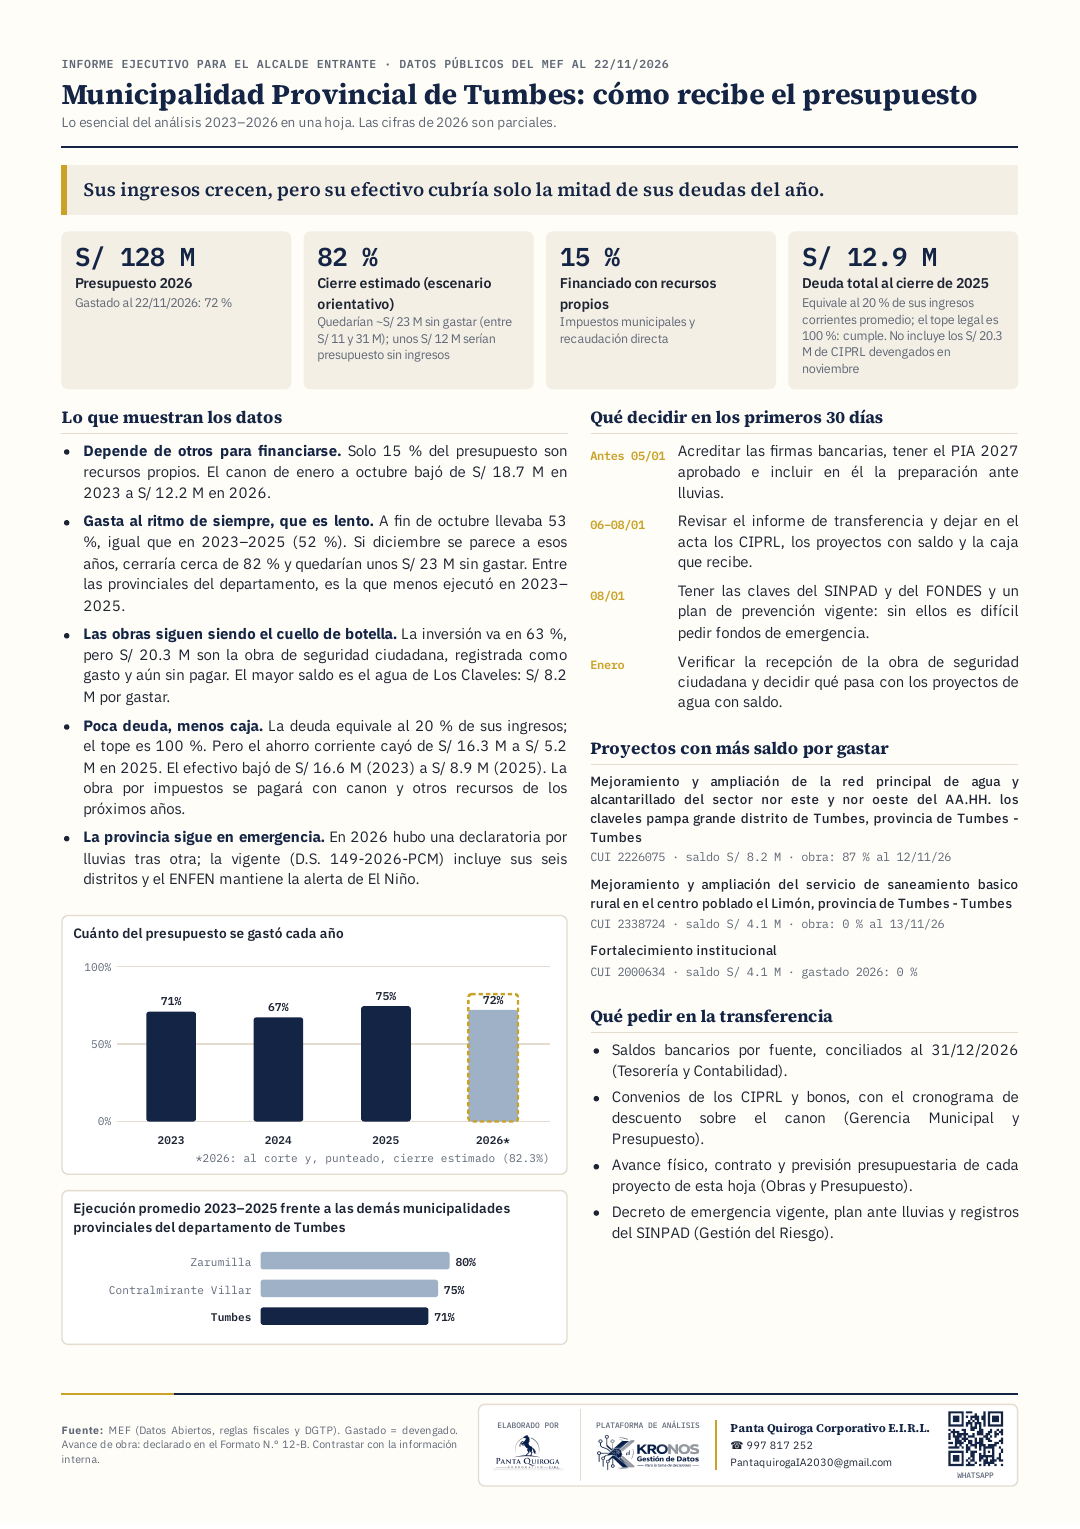 INFORME EJECUTIVO PARA EL ALCALDE ENTRANTE · DATOS PÚBLICOS DEL MEF AL 22/11/2026
Municipalidad Provincial de Tumbes: cómo recibe el presupuesto
Lo esencial del análisis 2023–2026 en una hoja. Las cifras de 2026 son parciales.
Sus ingresos crecen, pero su efectivo cubría solo la mitad de sus deudas del año.
S/ 128 M
Presupuesto 2026
Gastado al 22/11/2026: 72 %
82 %
Cierre estimado (escenario
orientativo)
Quedarían ~S/ 23 M sin gastar (entre
S/ 11 y 31 M); unos S/ 12 M serían
presupuesto sin ingresos
15 %
Financiado con recursos
propios
Impuestos municipales y
recaudación directa
S/ 12.9 M
Deuda total al cierre de 2025
Equivale al 20 % de sus ingresos
corrientes promedio; el tope legal es
100 %: cumple. No incluye los S/ 20.3
M de CIPRL devengados en
noviembre
Lo que muestran los datos
• Depende de otros para financiarse. Solo 15 % del presupuesto son
recursos propios. El canon de enero a octubre bajó de S/ 18.7 M en
2023 a S/ 12.2 M en 2026.
• Gasta al ritmo de siempre, que es lento. A fin de octubre llevaba 53
%, igual que en 2023–2025 (52 %). Si diciembre se parece a esos
años, cerraría cerca de 82 % y quedarían unos S/ 23 M sin gastar. Entre
las provinciales del departamento, es la que menos ejecutó en 2023–
2025.
• Las obras siguen siendo el cuello de botella. La inversión va en 63 %,
pero S/ 20.3 M son la obra de seguridad ciudadana, registrada como
gasto y aún sin pagar. El mayor saldo es el agua de Los Claveles: S/ 8.2
M por gastar.
• Poca deuda, menos caja. La deuda equivale al 20 % de sus ingresos;
el tope es 100 %. Pero el ahorro corriente cayó de S/ 16.3 M a S/ 5.2
M en 2025. El efectivo bajó de S/ 16.6 M (2023) a S/ 8.9 M (2025). La
obra por impuestos se pagará con canon y otros recursos de los
próximos años.
• La provincia sigue en emergencia. En 2026 hubo una declaratoria por
lluvias tras otra; la vigente (D.S. 149-2026-PCM) incluye sus seis
distritos y el ENFEN mantiene la alerta de El Niño.
Cuánto del presupuesto se gastó cada año
100%
50%
0%
71%
67%
75%
72%
2023
2024
2025
2026*
*2026: al corte y, punteado, cierre estimado (82.3%)
Ejecución promedio 2023–2025 frente a las demás municipalidades
provinciales del departamento de Tumbes
Zarumilla 80%
Contralmirante Villar 75%
Tumbes 71%
Qué decidir en los primeros 30 días
Antes 05/01 Acreditar las firmas bancarias, tener el PIA 2027
aprobado e incluir en él la preparación ante
lluvias.
06–08/01 Revisar el informe de transferencia y dejar en el
acta los CIPRL, los proyectos con saldo y la caja
que recibe.
08/01 Tener las claves del SINPAD y del FONDES y un
plan de prevención vigente: sin ellos es difícil
pedir fondos de emergencia.
Enero Verificar la recepción de la obra de seguridad
ciudadana y decidir qué pasa con los proyectos de
agua con saldo.
Proyectos con más saldo por gastar
Mejoramiento y ampliación de la red principal de agua y
alcantarillado del sector nor este y nor oeste del AA.HH. los
claveles pampa grande distrito de Tumbes, provincia de Tumbes -
Tumbes
CUI 2226075 · saldo S/ 8.2 M · obra: 87 % al 12/11/26
Mejoramiento y ampliación del servicio de saneamiento basico
rural en el centro poblado el Limón, provincia de Tumbes - Tumbes
CUI 2338724 · saldo S/ 4.1 M · obra: 0 % al 13/11/26
Fortalecimiento institucional
CUI 2000634 · saldo S/ 4.1 M · gastado 2026: 0 %
Qué pedir en la transferencia
• Saldos bancarios por fuente, conciliados al 31/12/2026
(Tesorería y Contabilidad).
• Convenios de los CIPRL y bonos, con el cronograma de
descuento sobre el canon (Gerencia Municipal y
Presupuesto).
• Avance físico, contrato y previsión presupuestaria de cada
proyecto de esta hoja (Obras y Presupuesto).
• Decreto de emergencia vigente, plan ante lluvias y registros
del SINPAD (Gestión del Riesgo).
Fuente: MEF (Datos Abiertos, reglas fiscales y DGTP). Gastado = devengado.
Avance de obra: declarado en el Formato N.° 12-B. Contrastar con la información
interna.
ELABORADO POR
PANTA QUIROGA
PLATAFORMA DE ANÁLISIS
KRONOS
Gestión de Datos
Panta Quiroga Corporativo E.I.R.L.
☎ 997 817 252
PantaquirogaIA2030@gmail.com
WHATSAPP